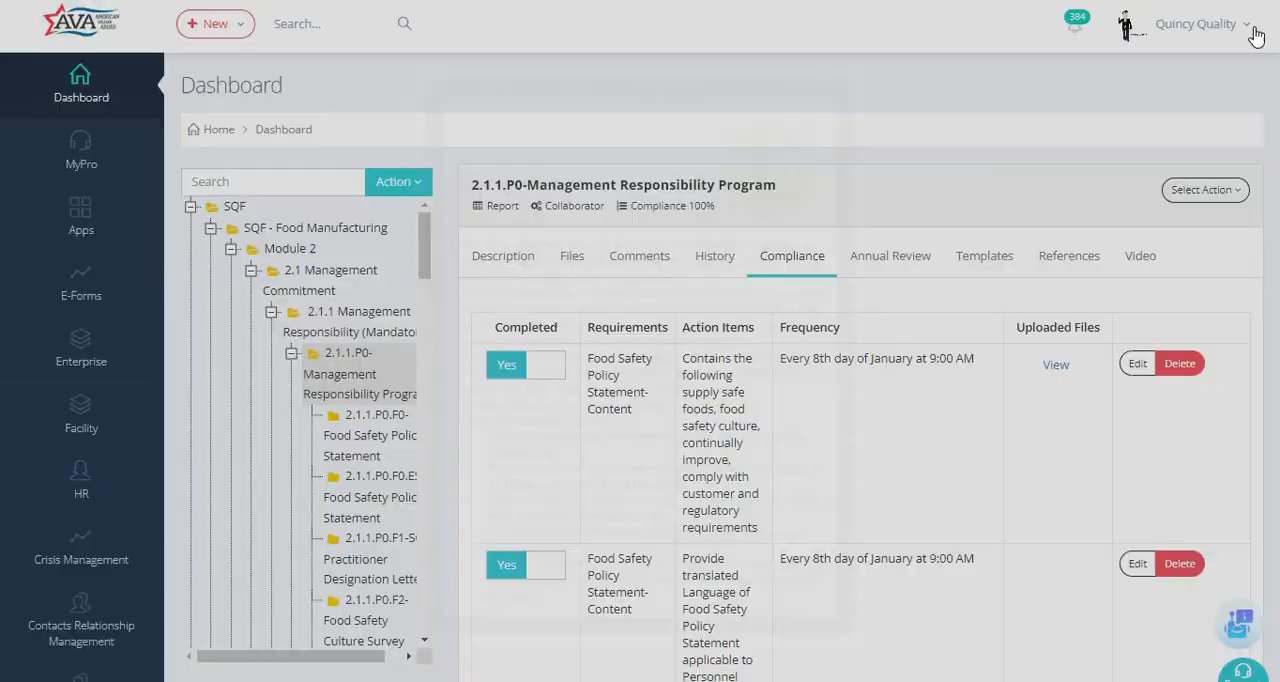 AVA AMERICAN
New
Search...
384
Quincy Quality
Dashboard
MyPro
Apps
E-Forms
Enterprise
Facility
HR
Crisis Management
Contacts Relationship
Management
Dashboard
Home > Dashboard
Search
Action
SQF
SQF - Food Manufacturing
Module 2
2.1 Management
Commitment
2.1.1 Management
Responsibility (Mandato
2.1.1.P0-
Management
Responsibility Progra
2.1.1.P0.F0-
Food Safety Polic
Statement
2.1.1.P0.F0.E
Food Safety Polic
Statement
2.1.1.P0.F1-S
Practitioner
Designation Lette
2.1.1.P0.F2-
Food Safety
Culture Survey
2.1.1.P0-Management Responsibility Program
Report Collaborator Compliance 100%
Select Action
Description Files Comments History Compliance Annual Review Templates References Video
Completed Requirements Action Items Frequency Uploaded Files
Yes Food Safety Contains the Every 8th day of January at 9:00 AM View Edit Delete
Policy following
Statement- supply safe
Content foods, food
safety culture,
continually
improve,
comply with
customer and
regulatory
requirements
Yes Food Safety Provide Every 8th day of January at 9:00 AM Edit Delete
Policy translated
Statement- Language of
Content Food Safety
Policy
Statement
applicable to
Personnel